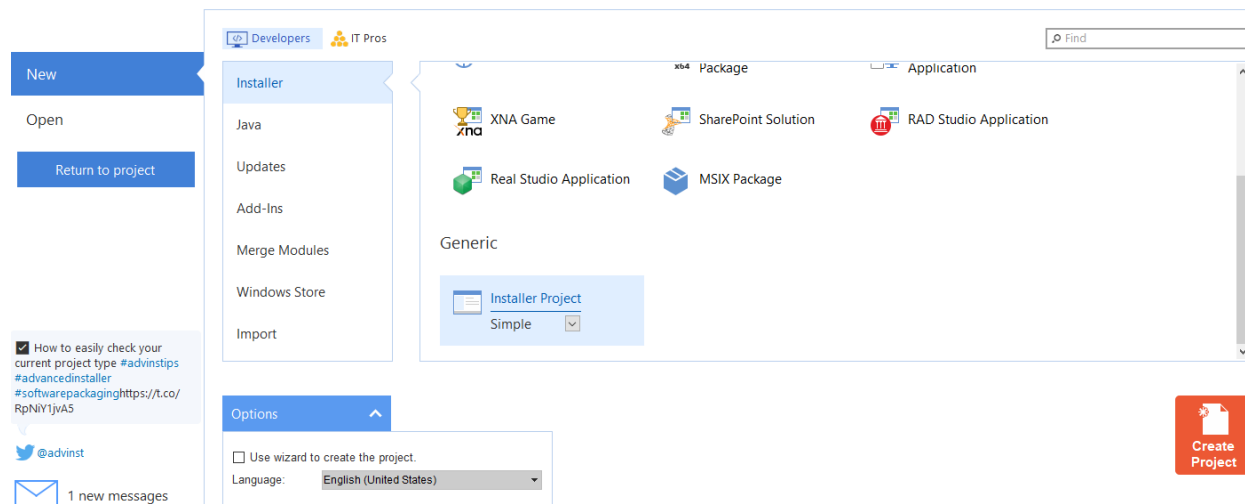 New
Open
Return to project
How to easily check your
current project type #advinstips
#advancedinstaller
#softwarepackaginghttps://t.co/
RpNiY1jvA5
@advinst
1 new messages
Developers
IT Pros
Find
Installer
Java
Updates
Add-Ins
Merge Modules
Windows Store
Import
x64 Package
Application
xna XNA Game
SharePoint Solution
RAD Studio Application
Real Studio Application
MSIX Package
Generic
Installer Project
Simple
Options
Use wizard to create the project.
Language: English (United States)
Create
Project